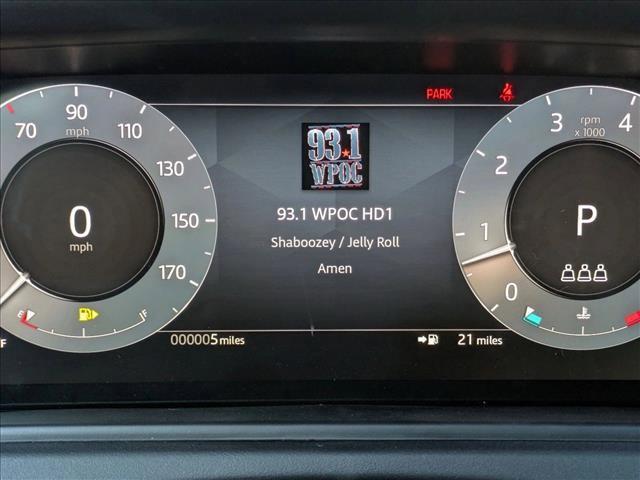 PARK
90
mph
70
110
130
150
170
0
mph
E
F
F
93.1
WPOC
93.1 WPOC HD1
Shaboozey / Jelly Roll
Amen
000005 miles
21 miles
3
rpm
x 1000
4
2
1
0
P